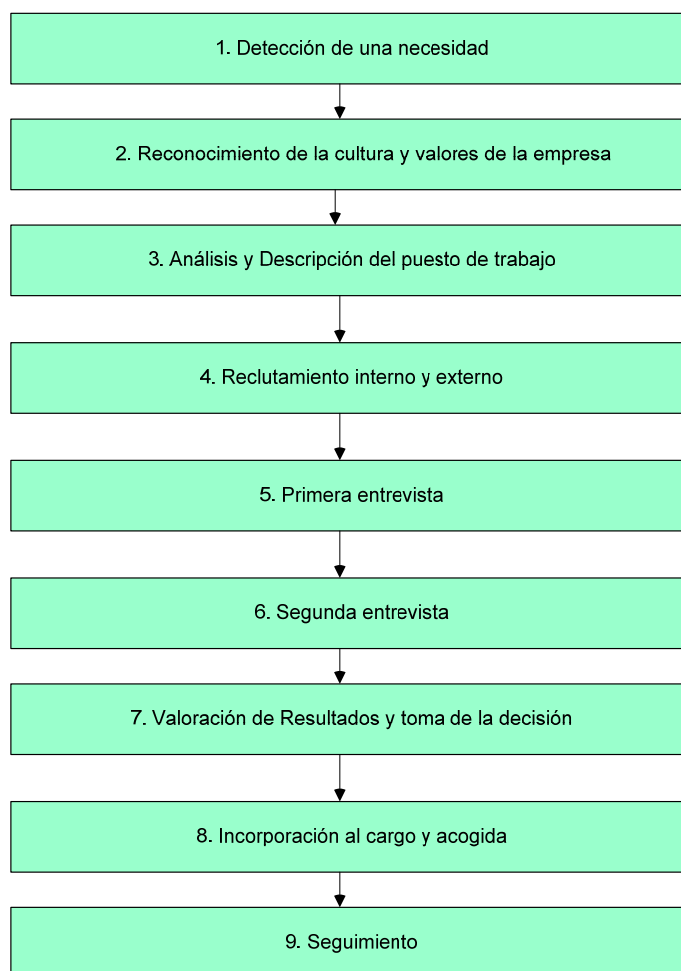 1. Detección de una necesidad
2. Reconocimiento de la cultura y valores de la empresa
3. Análisis y Descripción del puesto de trabajo
4. Reclutamiento interno y externo
5. Primera entrevista
6. Segunda entrevista
7. Valoración de Resultados y toma de la decisión
8. Incorporación al cargo y acogida
9. Seguimiento